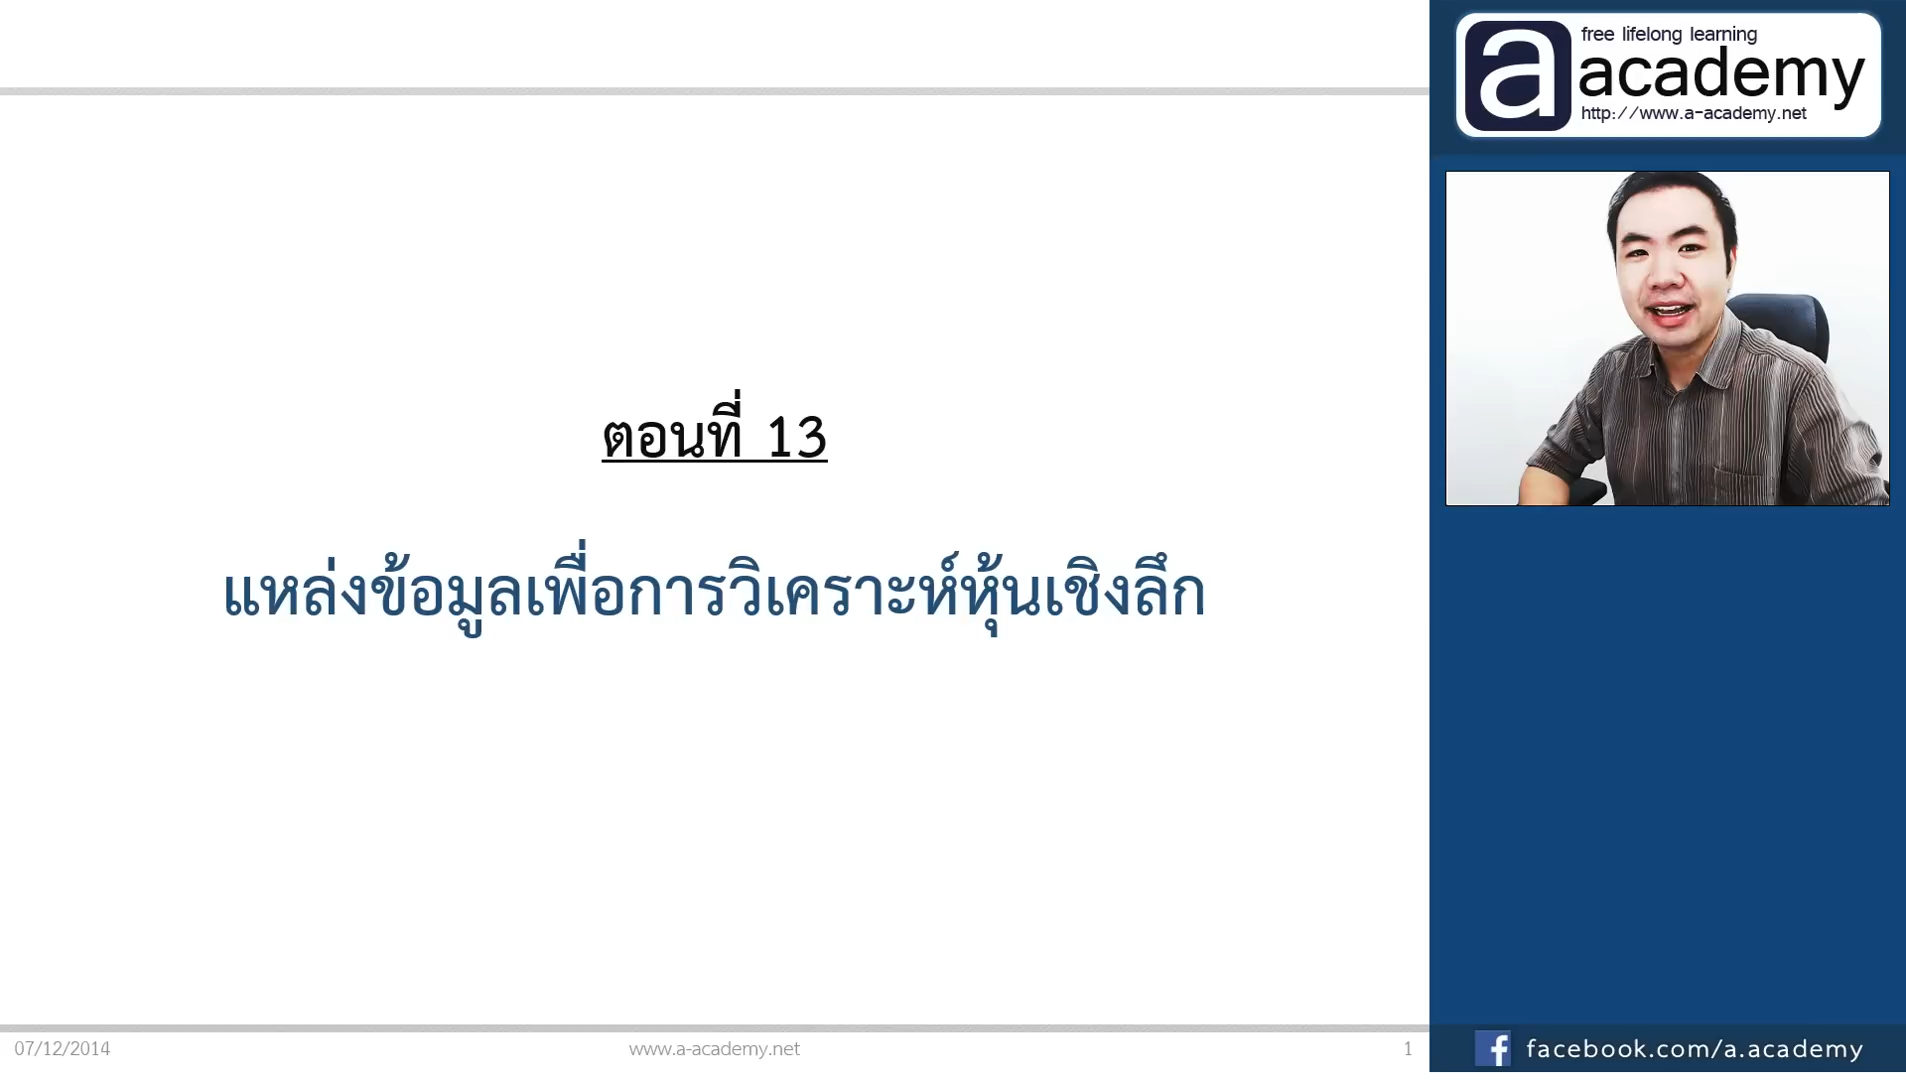 ตอนที่ 13
แหล่งข้อมูลเพื่อการวิเคราะห์หุ้นเชิงลึก
07/12/2014
www.a-academy.net
1
a
free lifelong learning
academy
http://www.a-academy.net
f facebook.com/a.academy